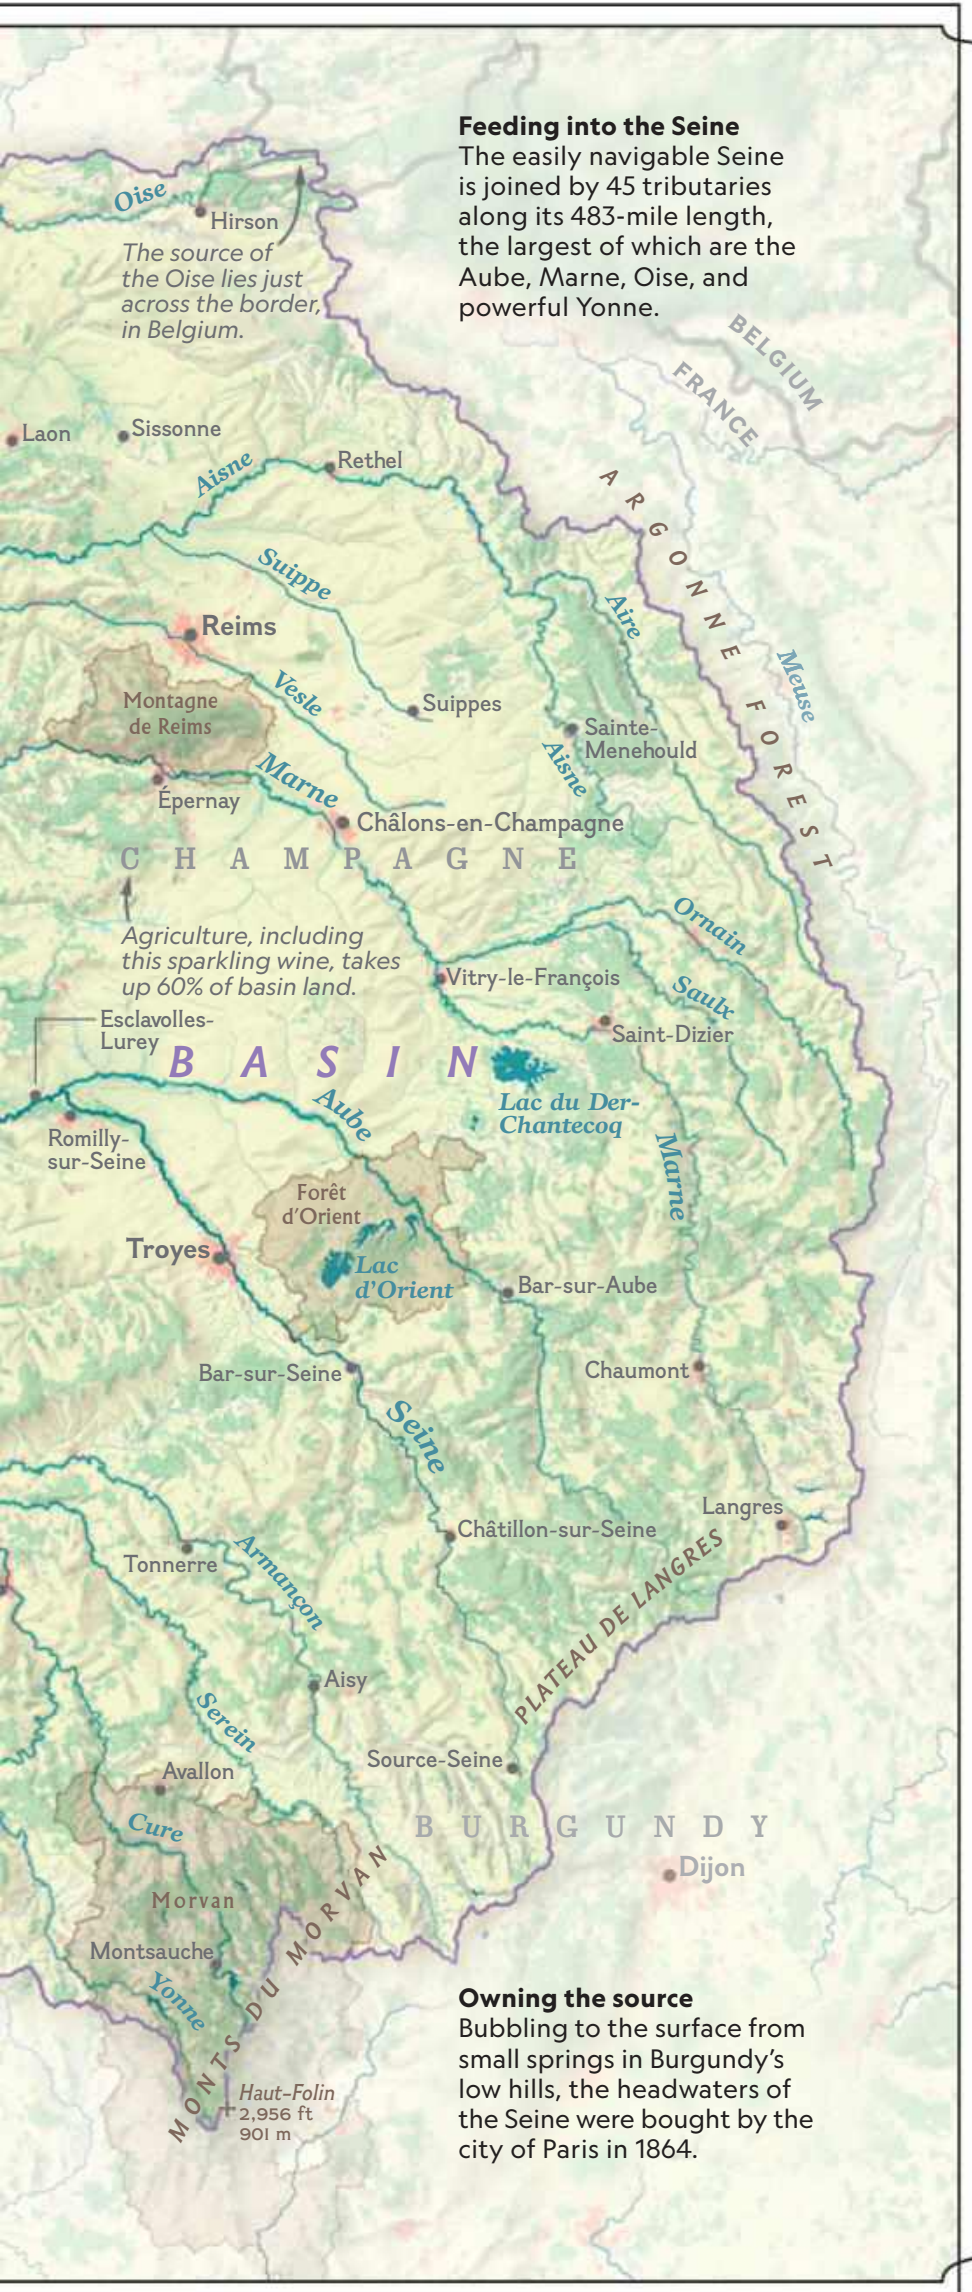 Feeding into the Seine
The easily navigable Seine
is joined by 45 tributaries
along its 483-mile length,
the largest of which are the
Aube, Marne, Oise, and
powerful Yonne.
Oise
Hirson
The source of
the Oise lies just
across the border,
in Belgium.
BELGIUM
FRANCE
Laon
Sissonne
Aisne
Rethel
ARGONNE FOREST
Suippe
Aire
Reims
Meuse
Vesle
Montagne
de Reims
Suippes
Sainte-
Menehould
Aisne
Marne
Épernay
Châlons-en-Champagne
CHAMPAGNE
Agriculture, including
this sparkling wine, takes
up 60% of basin land.
Ornain
Vitry-le-François
Saulx
Esclavolles-
Lurey
Saint-Dizier
BASIN
Lac du Der-
Chantecoq
Aube
Romilly-
sur-Seine
Marne
Forêt
d'Orient
Troyes
Lac
d'Orient
Bar-sur-Aube
Bar-sur-Seine
Chaumont
Seine
Langres
Châtillon-sur-Seine
Armançon
Tonnerre
PLATEAU DE LANGRES
Aisy
Serein
Source-Seine
Avallon
Cure
BURGUNDY
Dijon
Morvan
MONTS DU MORVAN
Montsauche
Yonne
Haut-Folin
2,956 ft
901 m
Owning the source
Bubbling to the surface from
small springs in Burgundy's
low hills, the headwaters of
the Seine were bought by the
city of Paris in 1864.